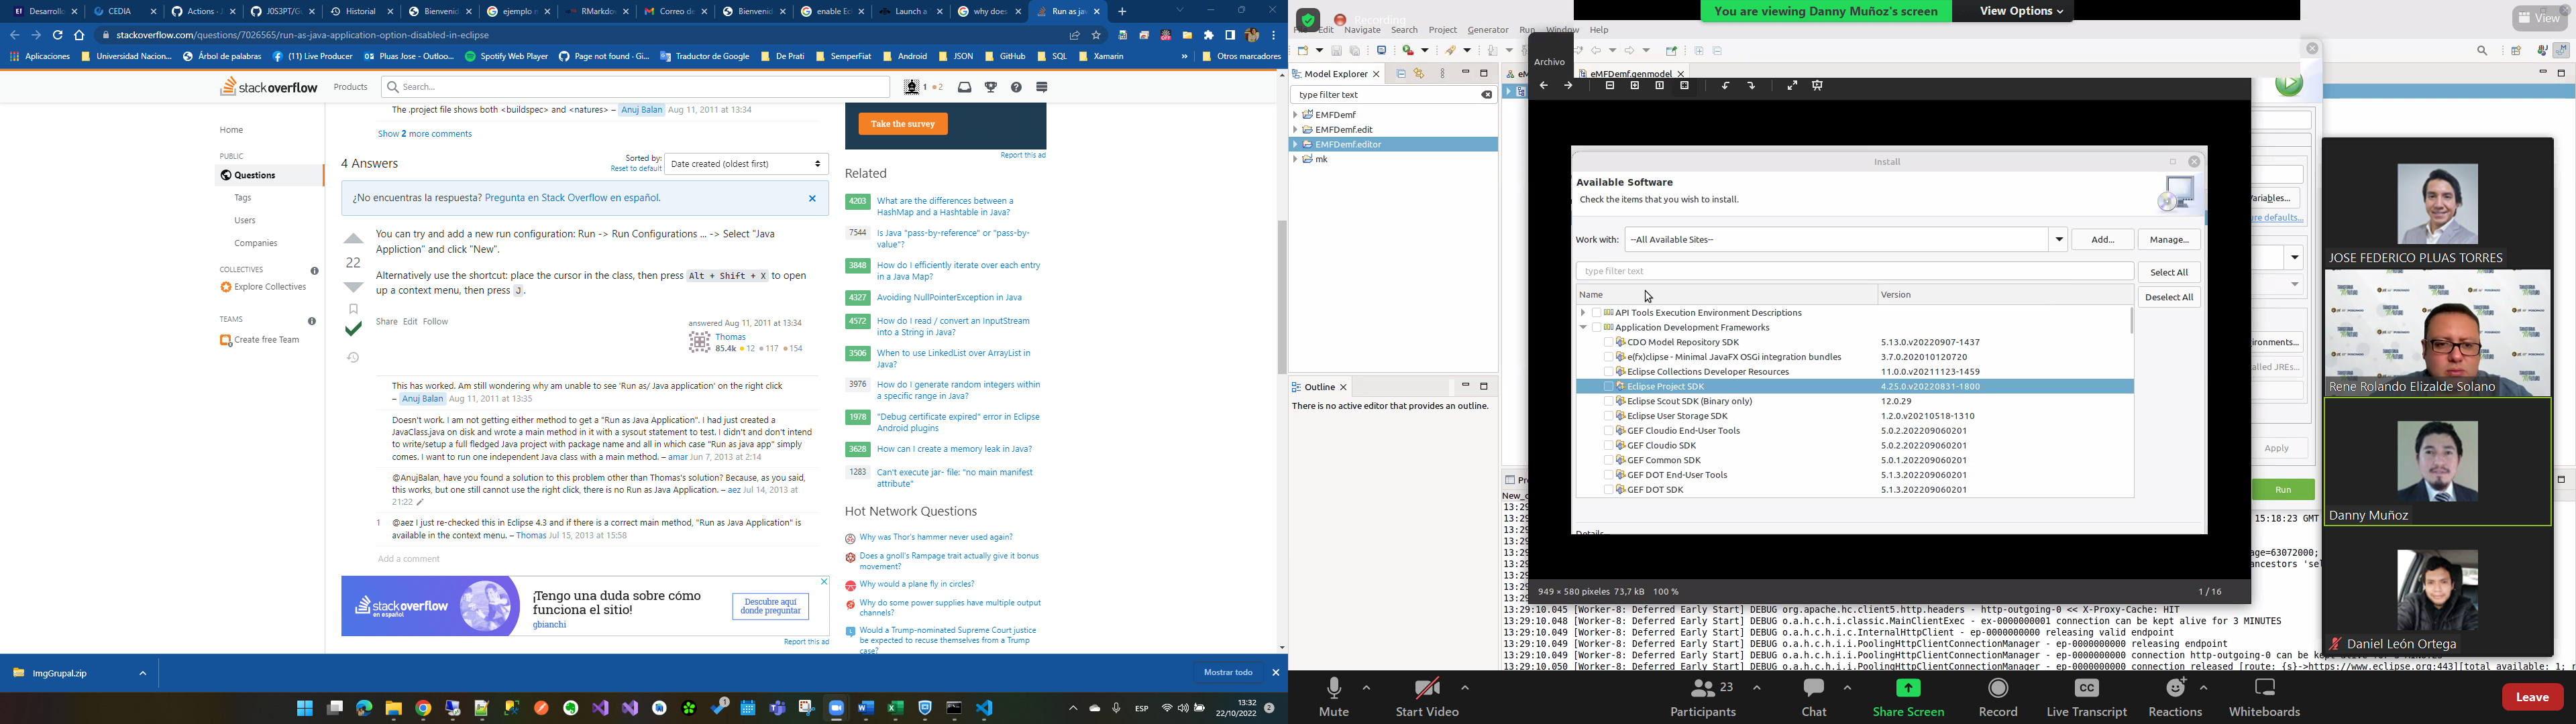 Desarrollo
CEDIA
Actions · J
J0S3PT/G
Historial
Bienvenid
ejemplo n
RMarkdow
Correo de
Bienvenid
enable Ec
Launch a
why does
Run as jav
stackoverflow.com/questions/7026565/run-as-java-application-option-disabled-in-eclipse
Aplicaciones
Universidad Nacion...
Árbol de palabras
(11) Live Producer
Pluas Jose - Outloo...
Spotify Web Player
Page not found · Gi...
Traductor de Google
De Prati
SemperFiat
Android
JSON
GitHub
SQL
Xamarin
Otros marcadores
stackoverflow
Products
Search...
1 2
Home
PUBLIC
Questions
Tags
Users
Companies
COLLECTIVES
Explore Collectives
TEAMS
Create free Team
The .project file shows both <buildspec> and <natures> – Anuj Balan Aug 11, 2011 at 13:34
Show 2 more comments
4 Answers
Sorted by:
Reset to default
Date created (oldest first)
¿No encuentras la respuesta? Pregunta en Stack Overflow en español.
22
You can try and add a new run configuration: Run -> Run Configurations ... -> Select "Java
Appliction" and click "New".
Alternatively use the shortcut: place the cursor in the class, then press Alt + Shift + X to open
up a context menu, then press J.
Share Edit Follow
answered Aug 11, 2011 at 13:34
Thomas
85.4k 12 117 154
This has worked. Am still wondering why am unable to see 'Run as/ Java application' on the right click
– Anuj Balan Aug 11, 2011 at 13:35
Doesn't work. I am not getting either method to get a "Run as Java Application". I had just created a
JavaClass.java on disk and wrote a main method in it with a sysout statement to test. I didn't and don't intend
to write/setup a full fledged Java project with package name and all in which case "Run as java app" simply
comes. I want to run one independent Java class with a main method. – amar Jun 7, 2013 at 2:14
@AnujBalan, have you found a solution to this problem other than Thomas's solution? Because, as you said,
this works, but one still cannot use the right click, there is no Run as Java Application. – aez Jul 14, 2013 at
21:22
1 @aez I just re-checked this in Eclipse 4.3 and if there is a correct main method, "Run as Java Application" is
available in the context menu. – Thomas Jul 15, 2013 at 15:58
Add a comment
stackoverflow
en español
¡Tengo una duda sobre cómo
funciona el sitio!
gbianchi
Descubre aquí
donde preguntar
Report this ad
Take the survey
Report this ad
Related
4203 What are the differences between a
HashMap and a Hashtable in Java?
7544 Is Java "pass-by-reference" or "pass-by-
value"?
3848 How do I efficiently iterate over each entry
in a Java Map?
4327 Avoiding NullPointerException in Java
4572 How do I read / convert an InputStream
into a String in Java?
3506 When to use LinkedList over ArrayList in
Java?
3976 How do I generate random integers within
a specific range in Java?
1978 "Debug certificate expired" error in Eclipse
Android plugins
3628 How can I create a memory leak in Java?
1283 Can't execute jar- file: "no main manifest
attribute"
Hot Network Questions
Why was Thor's hammer never used again?
Does a gnoll's Rampage trait actually give it bonus
movement?
Why would a plane fly in circles?
Why do some power supplies have multiple output
channels?
Would a Trump-nominated Supreme Court justice
be expected to recuse themselves from a Trump
case?
ImgGrupal.zip
Mostrar todo
ESP
13:32
22/10/2022
2
Recording
You are viewing Danny Muñoz's screen
View Options
View
Edit Navigate Search Project Generator Run Window Help
Model Explorer
type filter text
EMFDemf
EMFDemf.edit
EMFDemf.editor
mk
Outline
There is no active editor that provides an outline.
eMFDemf.genmodel
Archivo
Install
Available Software
Check the items that you wish to install.
Work with: --All Available Sites--
Add...
Manage...
type filter text
Select All
Deselect All
Name Version
API Tools Execution Environment Descriptions
Application Development Frameworks
CDO Model Repository SDK 5.13.0.v20220907-1437
e(fx)clipse - Minimal JavaFX OSGi integration bundles 3.7.0.202010120720
Eclipse Collections Developer Resources 11.0.0.v20211123-1459
Eclipse Project SDK 4.25.0.v20220831-1800
Eclipse Scout SDK (Binary only) 12.0.29
Eclipse User Storage SDK 1.2.0.v20210518-1310
GEF Cloudio End-User Tools 5.0.2.202209060201
GEF Cloudio SDK 5.0.2.202209060201
GEF Common SDK 5.0.1.202209060201
GEF DOT End-User Tools 5.1.3.202209060201
GEF DOT SDK 5.1.3.202209060201
Details
949 × 580 píxeles 73,7 kB 100 %
1 / 16
Variables...
Apply
Run
15:18:23 GMT
age=63072000;
ancestors 'sel
13:29:10.045 [Worker-8: Deferred Early Start] DEBUG org.apache.hc.client5.http.headers - http-outgoing-0 << X-Proxy-Cache: HIT
13:29:10.048 [Worker-8: Deferred Early Start] DEBUG o.a.h.c.h.i.classic.MainClientExec - ex-0000000001 connection can be kept alive for 3 MINUTES
13:29:10.049 [Worker-8: Deferred Early Start] DEBUG o.a.h.c.h.i.c.InternalHttpClient - ep-0000000000 releasing valid endpoint
13:29:10.049 [Worker-8: Deferred Early Start] DEBUG o.a.h.c.h.i.i.PoolingHttpClientConnectionManager - ep-0000000000 releasing endpoint
13:29:10.049 [Worker-8: Deferred Early Start] DEBUG o.a.h.c.h.i.i.PoolingHttpClientConnectionManager - ep-0000000000 connection http-outgoing-0 can be
13:29:10.050 [Worker-8: Deferred Early Start] DEBUG o.a.h.c.h.i.i.PoolingHttpClientConnectionManager - ep-0000000000 connection released [route: {s}->https://www.eclipse.org:443][total available: 1;
JOSE FEDERICO PLUAS TORRES
Rene Rolando Elizalde Solano
Danny Muñoz
Daniel León Ortega
Mute
Start Video
23
Participants
Chat
Share Screen
Record
CC
Live Transcript
Reactions
Whiteboards
Leave